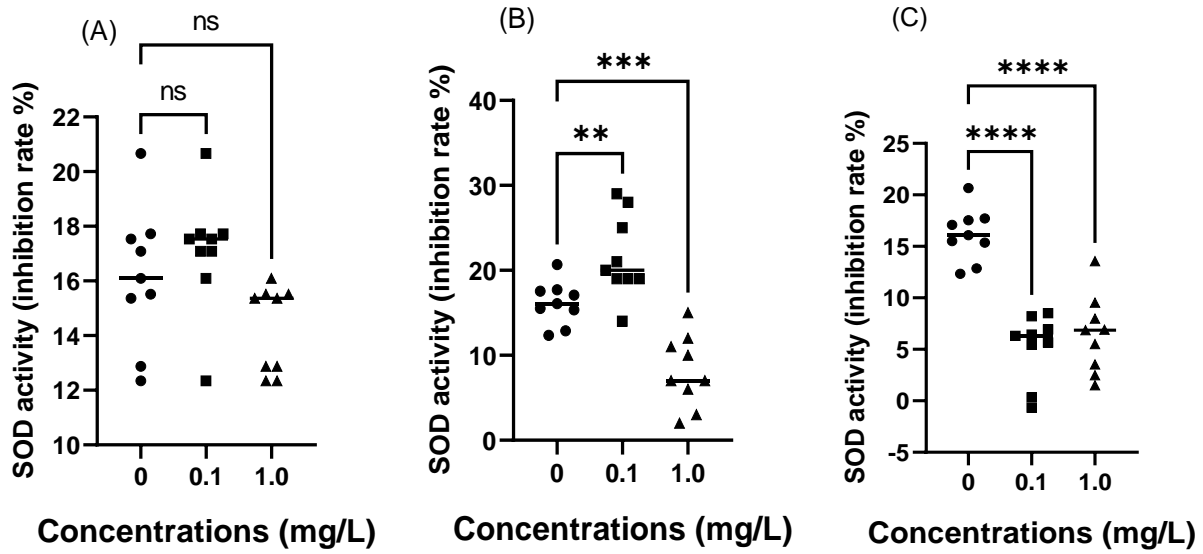 (A)
ns
ns
SOD activity (inhibition rate %)
22
20
18
16
14
12
10
0
0.1
1.0
Concentrations (mg/L)
(B)
***
**
SOD activity (inhibition rate %)
40
30
20
10
0
0
0.1
1.0
Concentrations (mg/L)
(C)
****
****
SOD activity (inhibition rate %)
25
20
15
10
5
0
-5
0
0.1
1.0
Concentrations (mg/L)